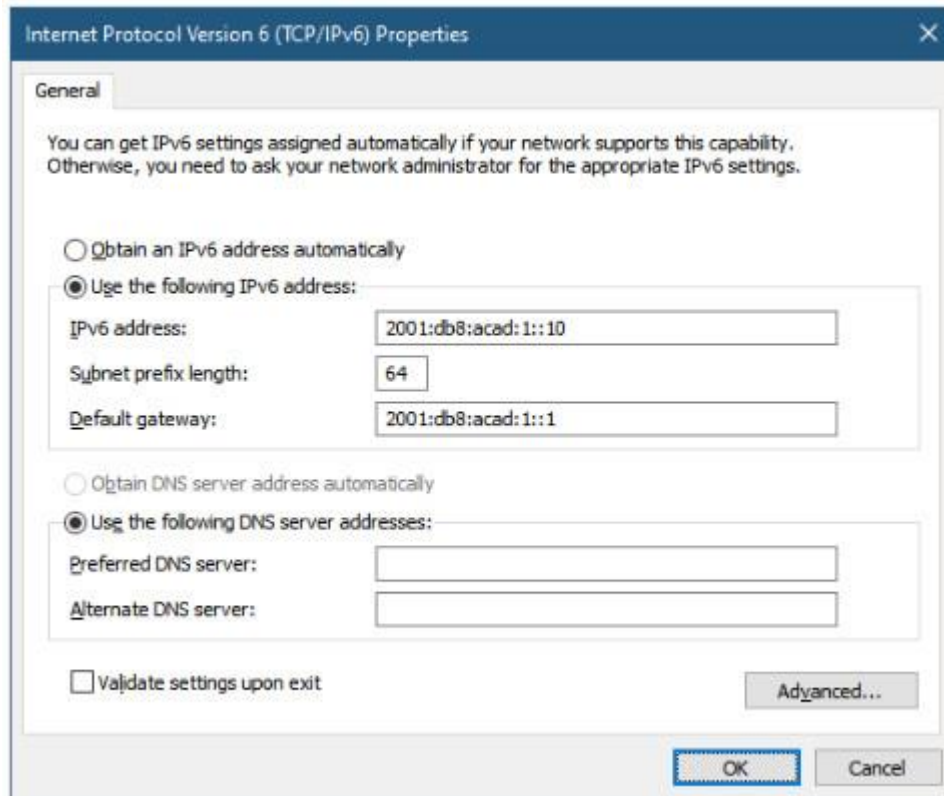 Internet Protocol Version 6 (TCP/IPv6) Properties
General
You can get IPv6 settings assigned automatically if your network supports this capability.
Otherwise, you need to ask your network administrator for the appropriate IPv6 settings.
Obtain an IPv6 address automatically
Use the following IPv6 address:
IPv6 address: 2001:db8:acad:1::10
Subnet prefix length: 64
Default gateway: 2001:db8:acad:1::1
Obtain DNS server address automatically
Use the following DNS server addresses:
Preferred DNS server:
Alternate DNS server:
Validate settings upon exit
Advanced...
OK Cancel